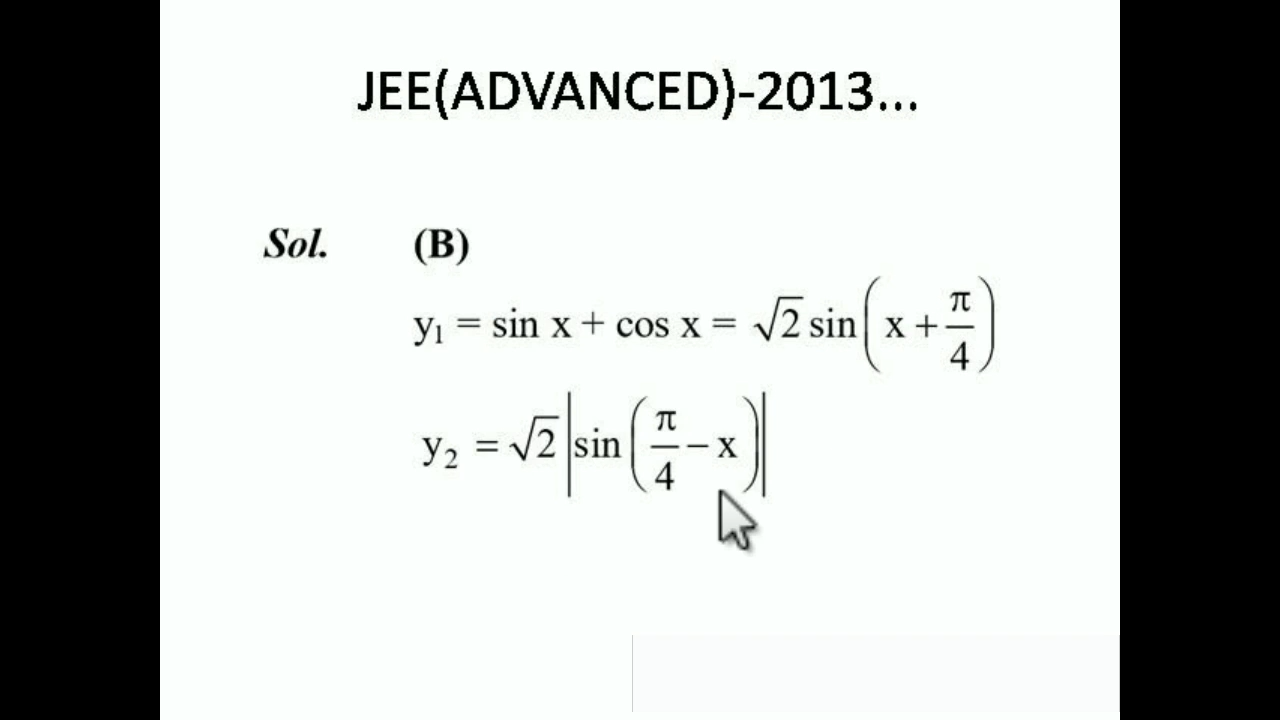 JEE(ADVANCED)-2013...
Sol. (B)
y₁ = sin x + cos x = √2 sin(x + π/4)
y₂ = √2 |sin(π/4 − x)|